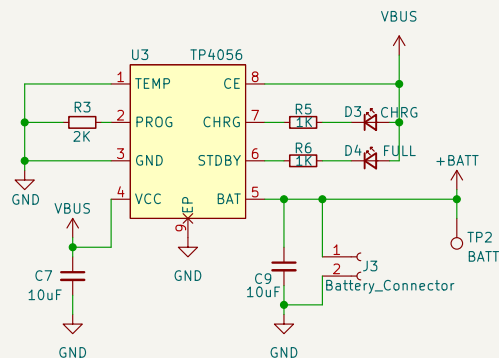 VBUS
U3 TP4056
1 TEMP CE 8
R3 2 PROG CHRG 7 R5 1K D3 CHRG
2K
3 GND STDBY 6 R6 1K D4 FULL
+BATT
GND
4 VCC BAT 5
VBUS
EP
9
TP2
BATT
C7
10uF
GND
C9
10uF
1
2
J3
Battery_Connector
GND
GND